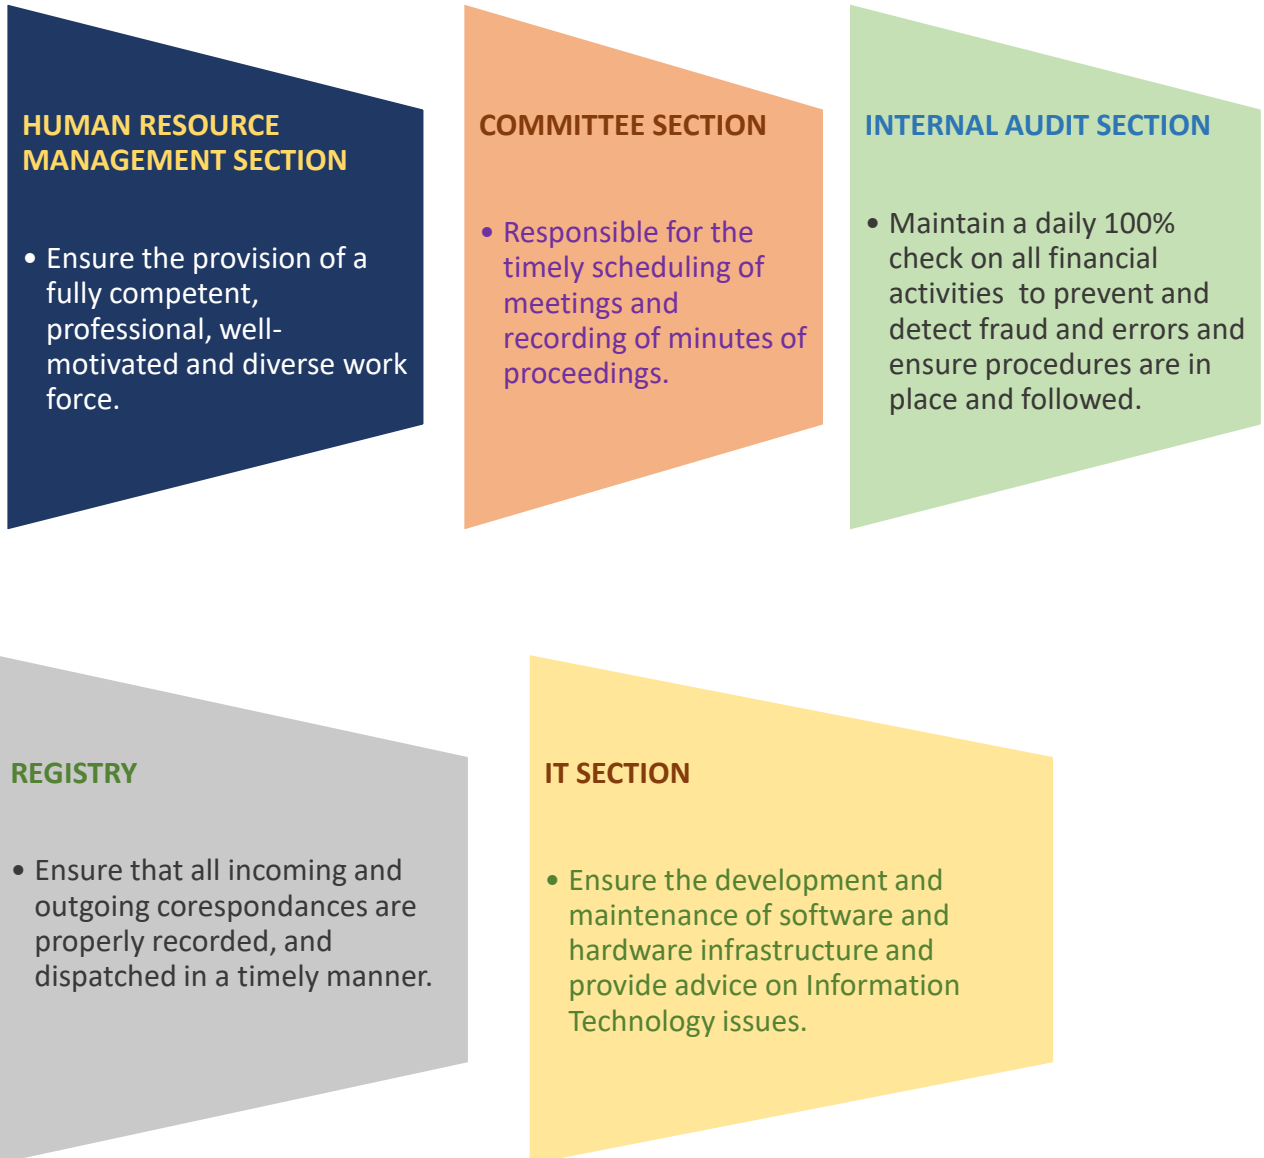 HUMAN RESOURCE
MANAGEMENT SECTION
• Ensure the provision of a
fully competent,
professional, well-
motivated and diverse work
force.
COMMITTEE SECTION
• Responsible for the
timely scheduling of
meetings and
recording of minutes of
proceedings.
INTERNAL AUDIT SECTION
• Maintain a daily 100%
check on all financial
activities  to prevent and
detect fraud and errors and
ensure procedures are in
place and followed.
REGISTRY
• Ensure that all incoming and
outgoing corespondances are
properly recorded, and
dispatched in a timely manner.
IT SECTION
• Ensure the development and
maintenance of software and
hardware infrastructure and
provide advice on Information
Technology issues.